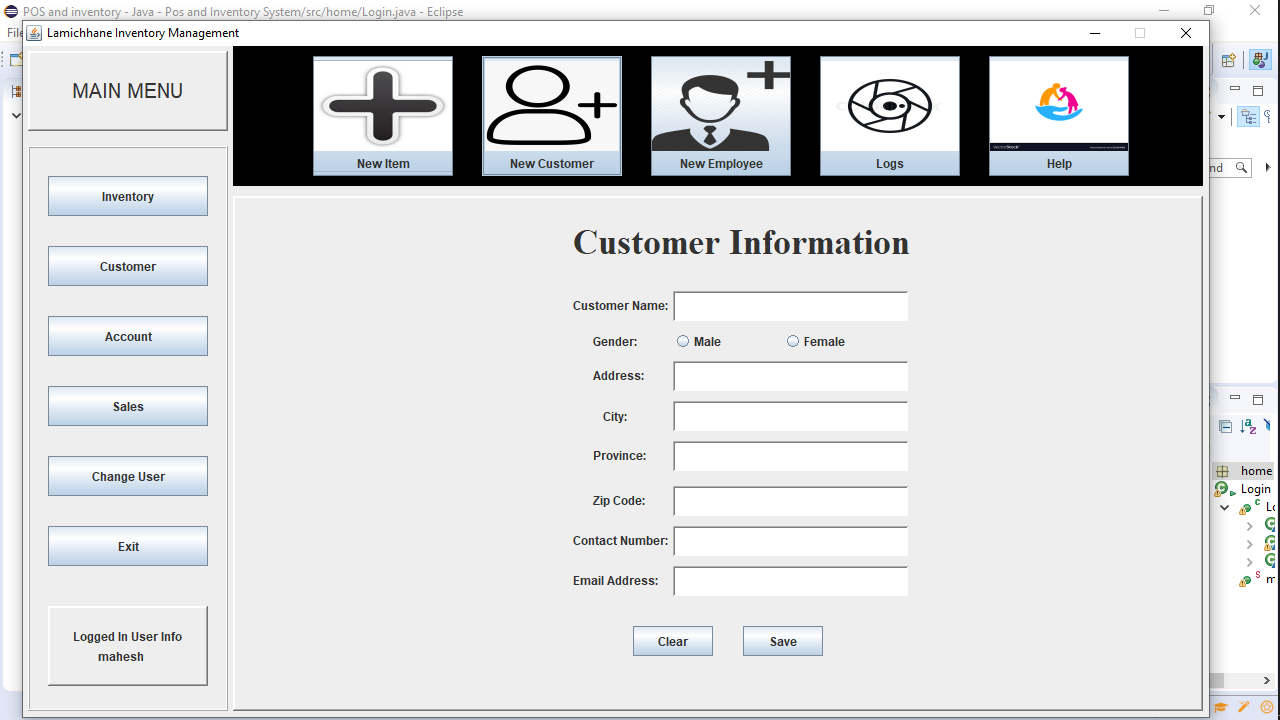 POS and inventory - Java - Pos and Inventory System/src/home/Login.java - Eclipse
Lamichhane Inventory Management
MAIN MENU
New Item
New Customer
New Employee
Logs
VectorStock
Help
Inventory
Customer
Account
Sales
Change User
Exit
Logged In User Info
mahesh
Customer Information
Customer Name:
Gender: Male Female
Address:
City:
Province:
Zip Code:
Contact Number:
Email Address:
Clear Save
home
Login